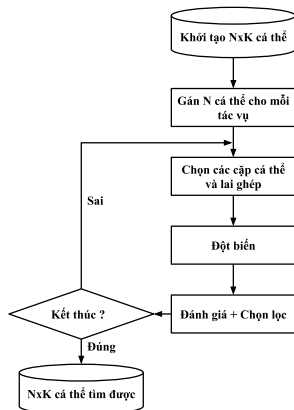 Khởi tạo NxK cá thể
Gán N cá thể cho mỗi
tác vụ
Chọn các cặp cá thể
và lai ghép
Sai
Đột biến
Kết thúc ?
Đánh giá + Chọn lọc
Đúng
NxK cá thể tìm được